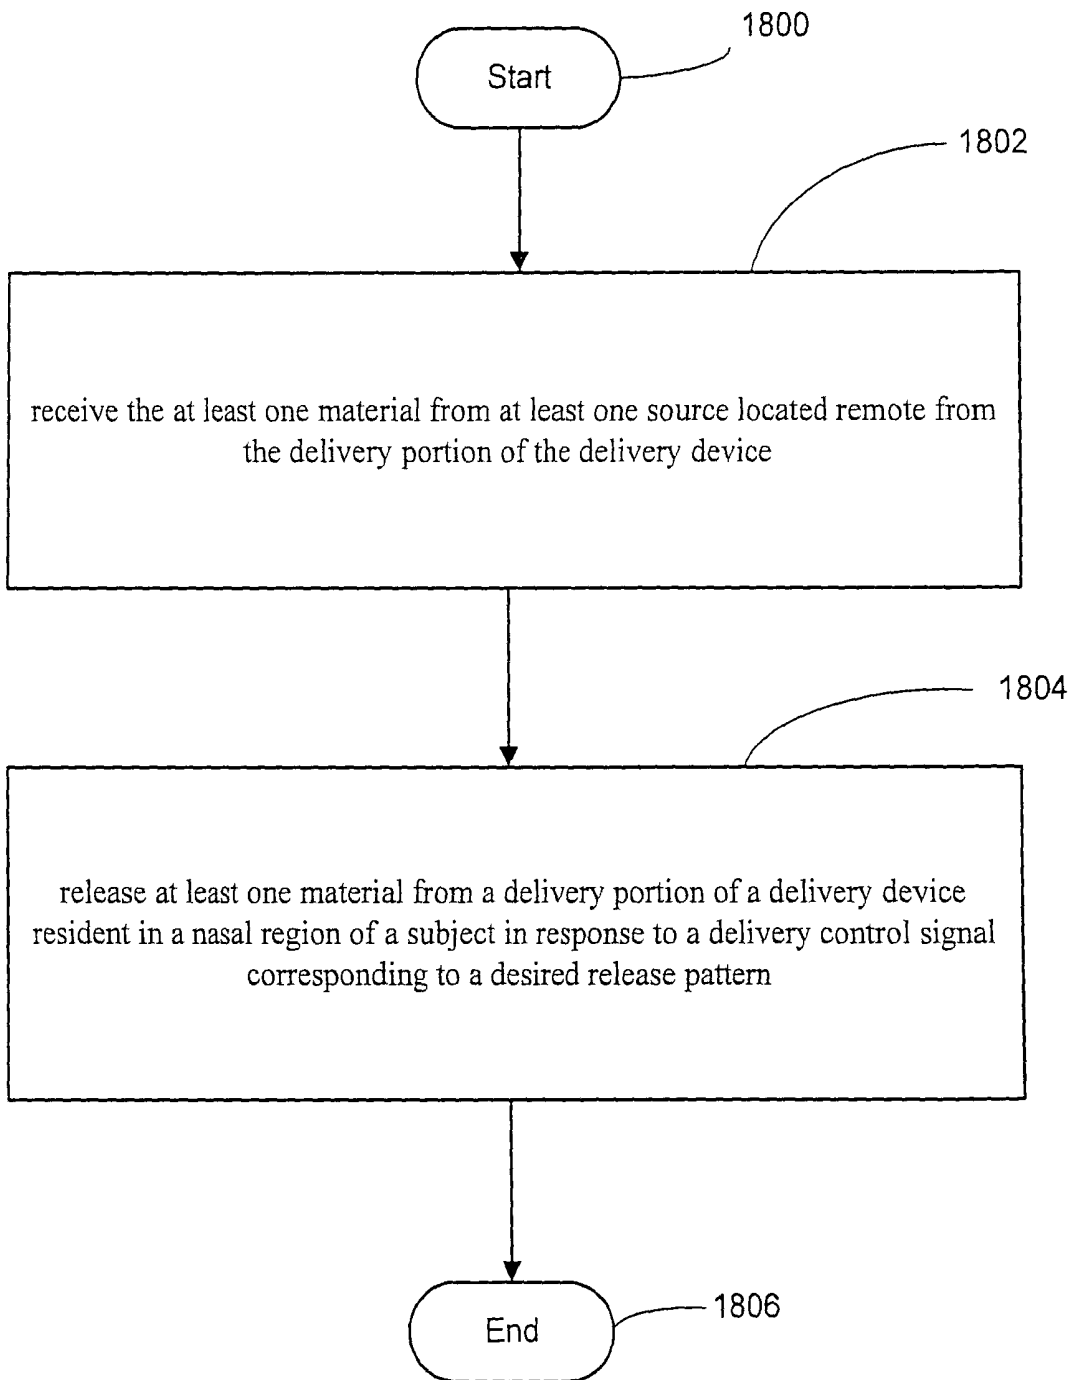 1800
Start
1802
receive the at least one material from at least one source located remote from
the delivery portion of the delivery device
1804
release at least one material from a delivery portion of a delivery device
resident in a nasal region of a subject in response to a delivery control signal
corresponding to a desired release pattern
1806
End